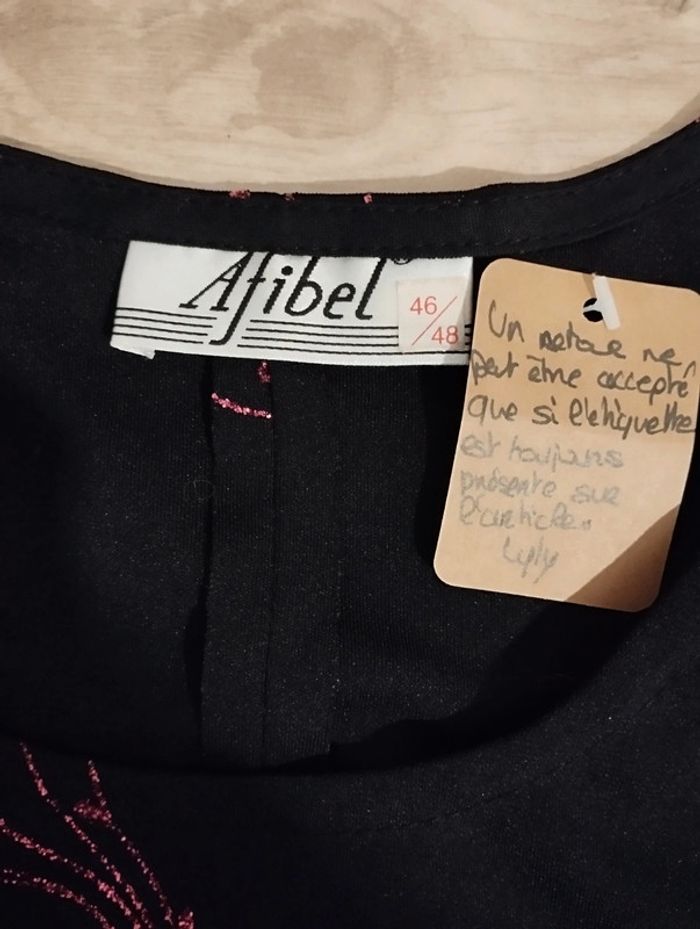 Afibel®
46/48
Un retour ne
peut être accepté
que si l'étiquette
est toujours
présente sur
l'article.
Lyly